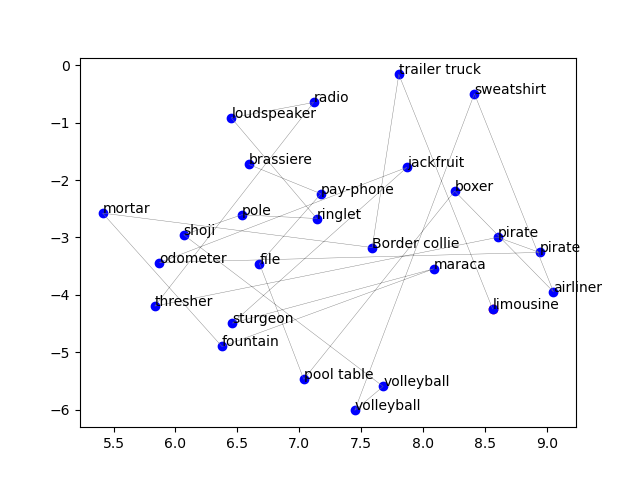 0
trailer truck
sweatshirt
radio
−1
loudspeaker
brassiere
jackfruit
−2
pay-phone
boxer
mortar
pole
ringlet
shoji
pirate
−3
Border collie
pirate
odometer
file
maraca
airliner
−4
thresher
limousine
sturgeon
fountain
−5
pool table
volleyball
−6
volleyball
5.5 6.0 6.5 7.0 7.5 8.0 8.5 9.0